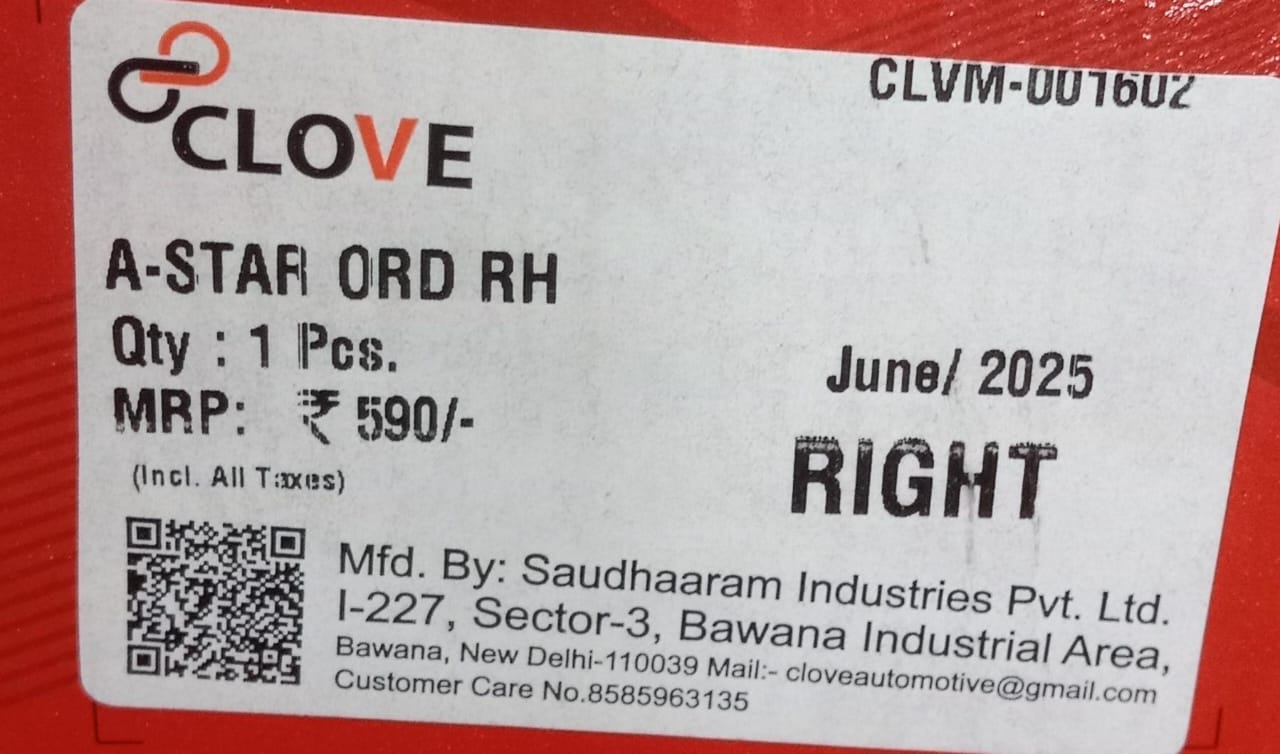 CLOVE
CLVM-001602
A-STAR ORD RH
Qty : 1 Pcs.
MRP: ₹ 590/-
(Incl. All Taxes)
June/ 2025
RIGHT
Mfd. By: Saudhaaram Industries Pvt. Ltd.
I-227, Sector-3, Bawana Industrial Area,
Bawana, New Delhi-110039 Mail:- cloveautomotive@gmail.com
Customer Care No.8585963135